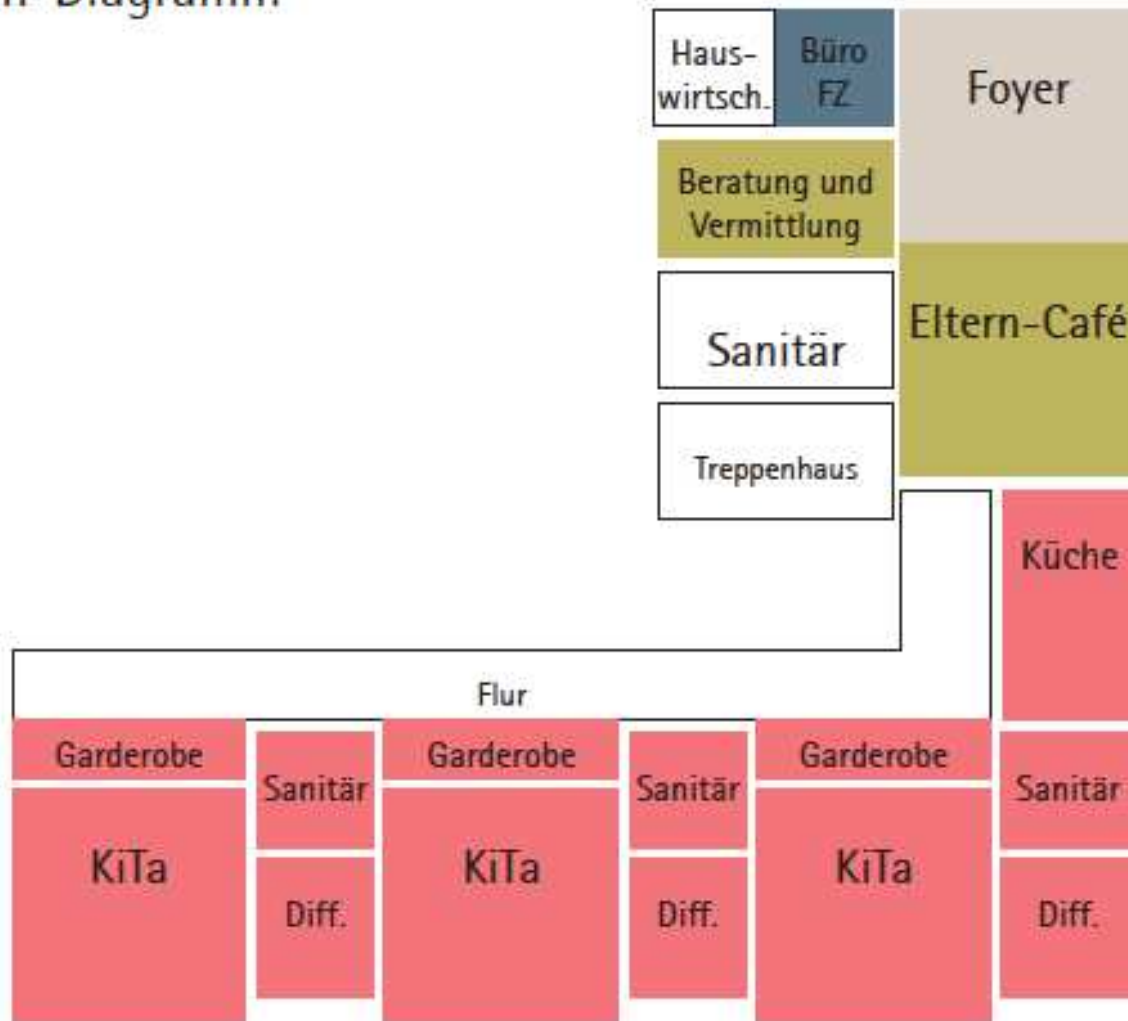 Diagramm
Haus-
wirtsch.
Büro
FZ
Foyer
Beratung und
Vermittlung
Eltern-Café
Sanitär
Treppenhaus
Küche
Flur
Garderobe
Garderobe
Garderobe
Sanitär
Sanitär
Sanitär
KiTa
KiTa
KiTa
Diff.
Diff.
Diff.